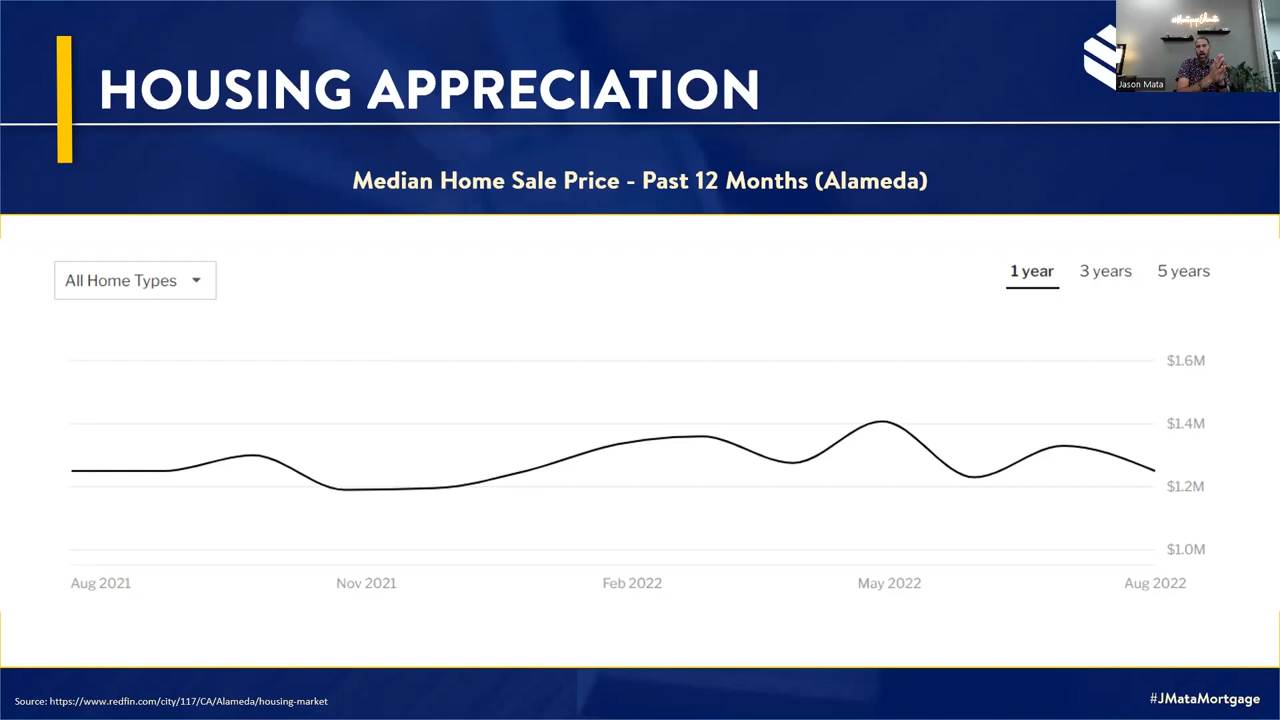 HOUSING APPRECIATION
Jason Mata
Median Home Sale Price - Past 12 Months (Alameda)
All Home Types
1 year 3 years 5 years
$1.6M
$1.4M
$1.2M
$1.0M
Aug 2021 Nov 2021 Feb 2022 May 2022 Aug 2022
Source: https://www.redfin.com/city/117/CA/Alameda/housing-market
#JMataMortgage